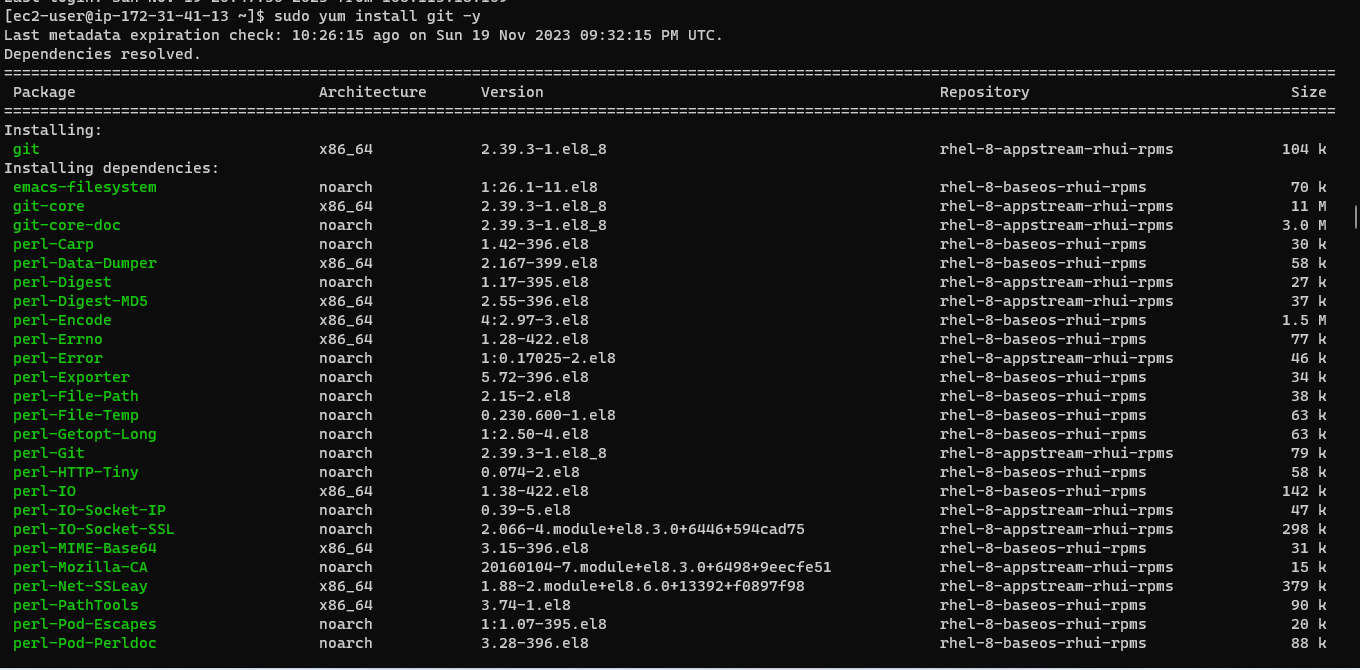 [ec2-user@ip-172-31-41-13 ~]$ sudo yum install git -y
Last metadata expiration check: 10:26:15 ago on Sun 19 Nov 2023 09:32:15 PM UTC.
Dependencies resolved.
================================================================================
Package Architecture Version Repository Size
================================================================================
Installing:
git x86_64 2.39.3-1.el8_8 rhel-8-appstream-rhui-rpms 104 k
Installing dependencies:
emacs-filesystem noarch 1:26.1-11.el8 rhel-8-baseos-rhui-rpms 70 k
git-core x86_64 2.39.3-1.el8_8 rhel-8-appstream-rhui-rpms 11 M
git-core-doc noarch 2.39.3-1.el8_8 rhel-8-appstream-rhui-rpms 3.0 M
perl-Carp noarch 1.42-396.el8 rhel-8-baseos-rhui-rpms 30 k
perl-Data-Dumper x86_64 2.167-399.el8 rhel-8-baseos-rhui-rpms 58 k
perl-Digest noarch 1.17-395.el8 rhel-8-appstream-rhui-rpms 27 k
perl-Digest-MD5 x86_64 2.55-396.el8 rhel-8-appstream-rhui-rpms 37 k
perl-Encode x86_64 4:2.97-3.el8 rhel-8-baseos-rhui-rpms 1.5 M
perl-Errno x86_64 1.28-422.el8 rhel-8-baseos-rhui-rpms 77 k
perl-Error noarch 1:0.17025-2.el8 rhel-8-appstream-rhui-rpms 46 k
perl-Exporter noarch 5.72-396.el8 rhel-8-baseos-rhui-rpms 34 k
perl-File-Path noarch 2.15-2.el8 rhel-8-baseos-rhui-rpms 38 k
perl-File-Temp noarch 0.230.600-1.el8 rhel-8-baseos-rhui-rpms 63 k
perl-Getopt-Long noarch 1:2.50-4.el8 rhel-8-baseos-rhui-rpms 63 k
perl-Git noarch 2.39.3-1.el8_8 rhel-8-appstream-rhui-rpms 79 k
perl-HTTP-Tiny noarch 0.074-2.el8 rhel-8-baseos-rhui-rpms 58 k
perl-IO x86_64 1.38-422.el8 rhel-8-baseos-rhui-rpms 142 k
perl-IO-Socket-IP noarch 0.39-5.el8 rhel-8-appstream-rhui-rpms 47 k
perl-IO-Socket-SSL noarch 2.066-4.module+el8.3.0+6446+594cad75 rhel-8-appstream-rhui-rpms 298 k
perl-MIME-Base64 x86_64 3.15-396.el8 rhel-8-baseos-rhui-rpms 31 k
perl-Mozilla-CA noarch 20160104-7.module+el8.3.0+6498+9eecfe51 rhel-8-appstream-rhui-rpms 15 k
perl-Net-SSLeay x86_64 1.88-2.module+el8.6.0+13392+f0897f98 rhel-8-appstream-rhui-rpms 379 k
perl-PathTools x86_64 3.74-1.el8 rhel-8-baseos-rhui-rpms 90 k
perl-Pod-Escapes noarch 1:1.07-395.el8 rhel-8-baseos-rhui-rpms 20 k
perl-Pod-Perldoc noarch 3.28-396.el8 rhel-8-baseos-rhui-rpms 88 k